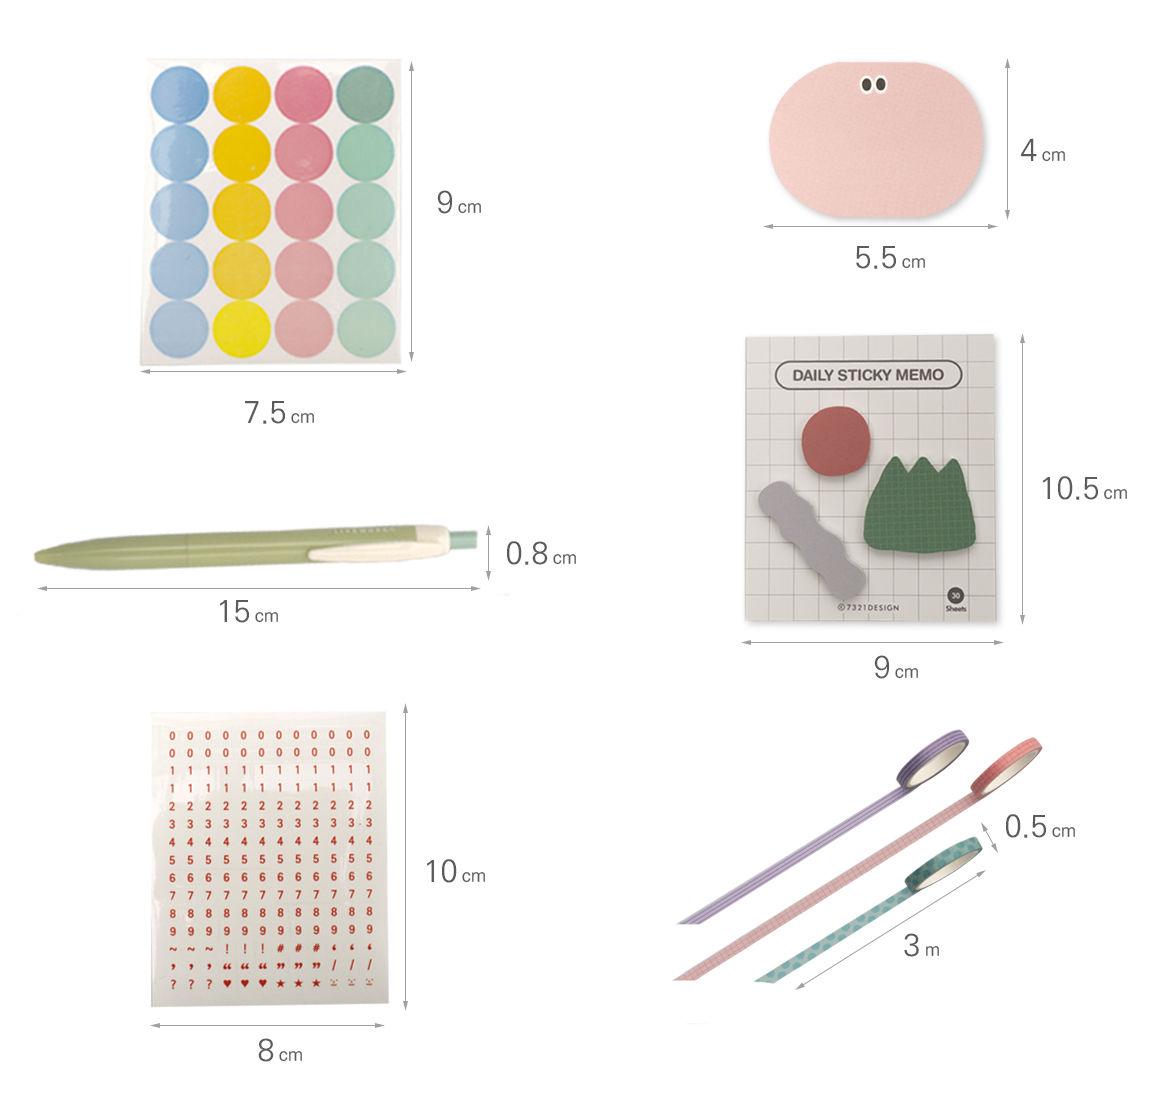 9 cm
7.5 cm
4 cm
5.5 cm
DAILY STICKY MEMO
30
Sheets
©7321DESIGN
10.5 cm
9 cm
0.8 cm
15 cm
0 0 0 0 0 0 0 0 0 0 0 0
0 0 0 0 0 0 0 0 0 0 0 0
1 1 1 1 1 1 1 1 1 1 1 1
1 1 1 1 1 1 1 1 1 1 1 1
2 2 2 2 2 2 2 2 2 2 2 2
3 3 3 3 3 3 3 3 3 3 3 3
4 4 4 4 4 4 4 4 4 4 4 4
5 5 5 5 5 5 5 5 5 5 5 5
6 6 6 6 6 6 6 6 6 6 6 6
7 7 7 7 7 7 7 7 7 7 7 7
8 8 8 8 8 8 8 8 8 8 8 8
9 9 9 9 9 9 9 9 9 9 9 9
~ ~ ~ ! ! ! # # # ‘ ‘ ‘
’ ’ ’ “ “ “ ” ” ” / / /
? ? ? ♥ ♥ ♥ ★ ★ ★
10 cm
8 cm
0.5 cm
3 m